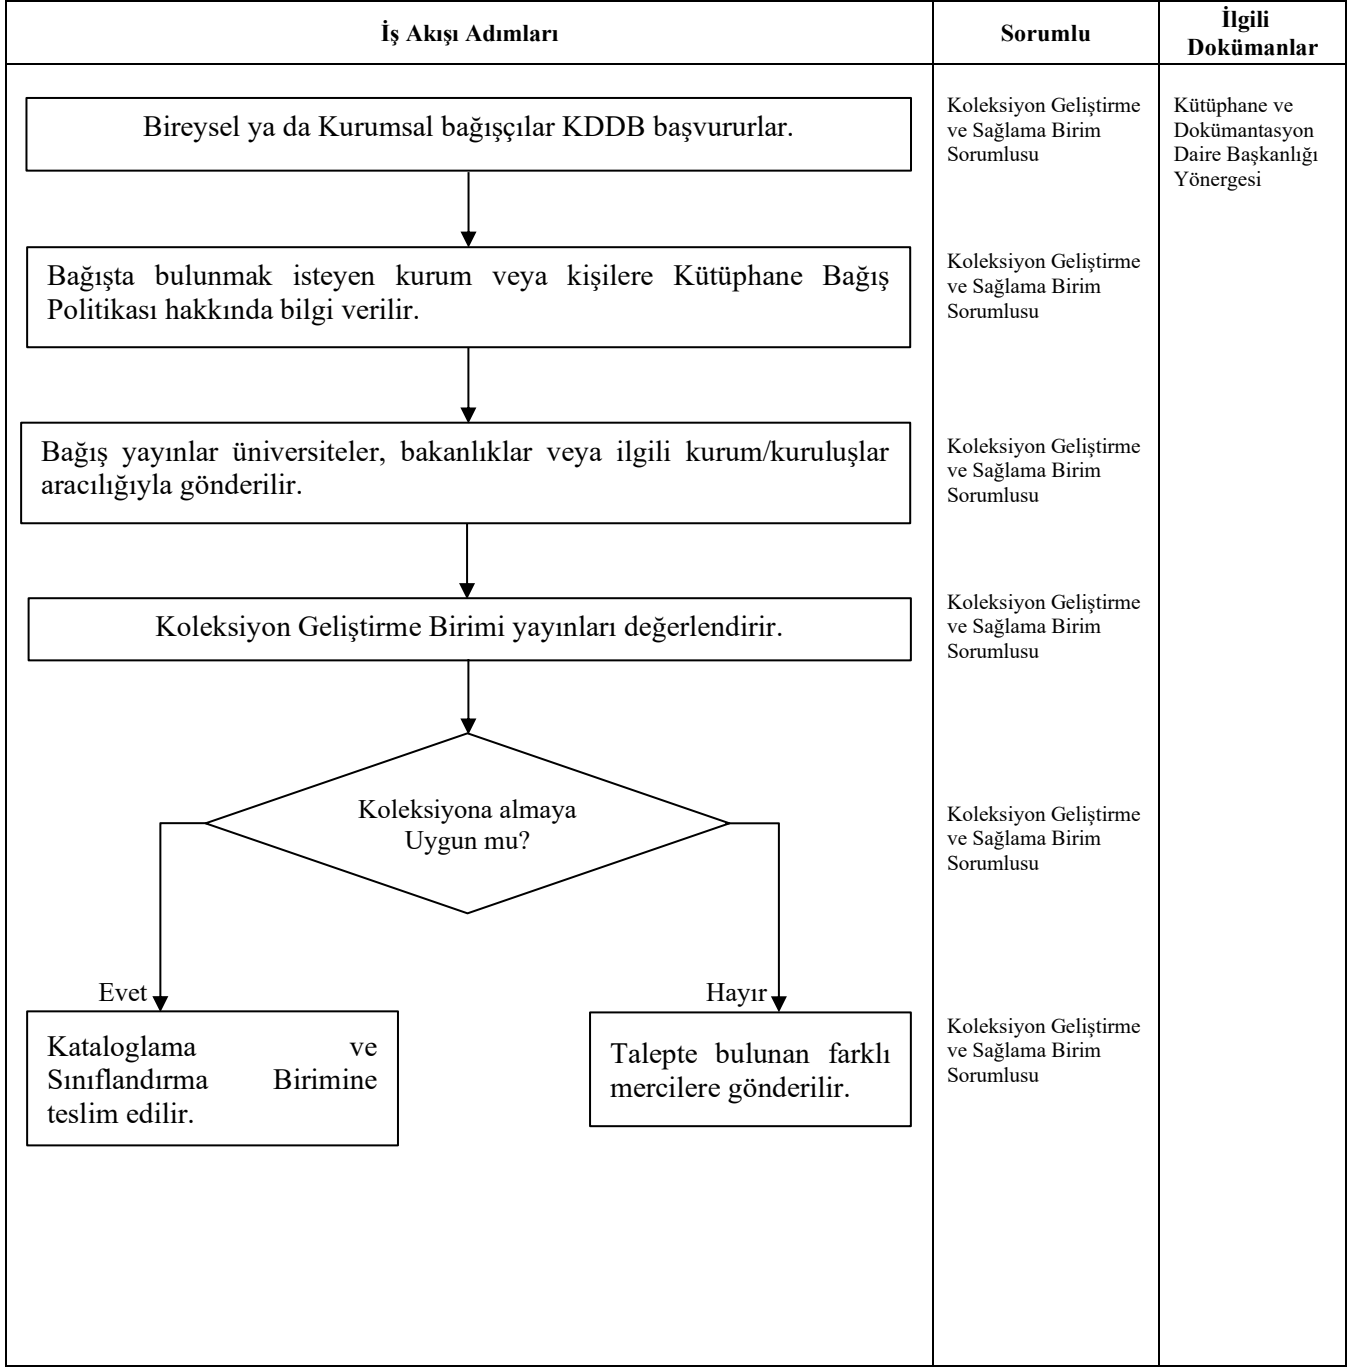 İş Akışı Adımları
Sorumlu
İlgili
Dokümanlar
Bireysel ya da Kurumsal bağışçılar KDDB başvururlar.
Koleksiyon Geliştirme
ve Sağlama Birim
Sorumlusu
Kütüphane ve
Dokümantasyon
Daire Başkanlığı
Yönergesi
Bağışta bulunmak isteyen kurum veya kişilere Kütüphane Bağış
Politikası hakkında bilgi verilir.
Koleksiyon Geliştirme
ve Sağlama Birim
Sorumlusu
Bağış yayınlar üniversiteler, bakanlıklar veya ilgili kurum/kuruluşlar
aracılığıyla gönderilir.
Koleksiyon Geliştirme
ve Sağlama Birim
Sorumlusu
Koleksiyon Geliştirme Birimi yayınları değerlendirir.
Koleksiyon Geliştirme
ve Sağlama Birim
Sorumlusu
Koleksiyona almaya
Uygun mu?
Koleksiyon Geliştirme
ve Sağlama Birim
Sorumlusu
Evet
Hayır
Kataloglama ve
Sınıflandırma Birimine
teslim edilir.
Talepte bulunan farklı
mercilere gönderilir.
Koleksiyon Geliştirme
ve Sağlama Birim
Sorumlusu